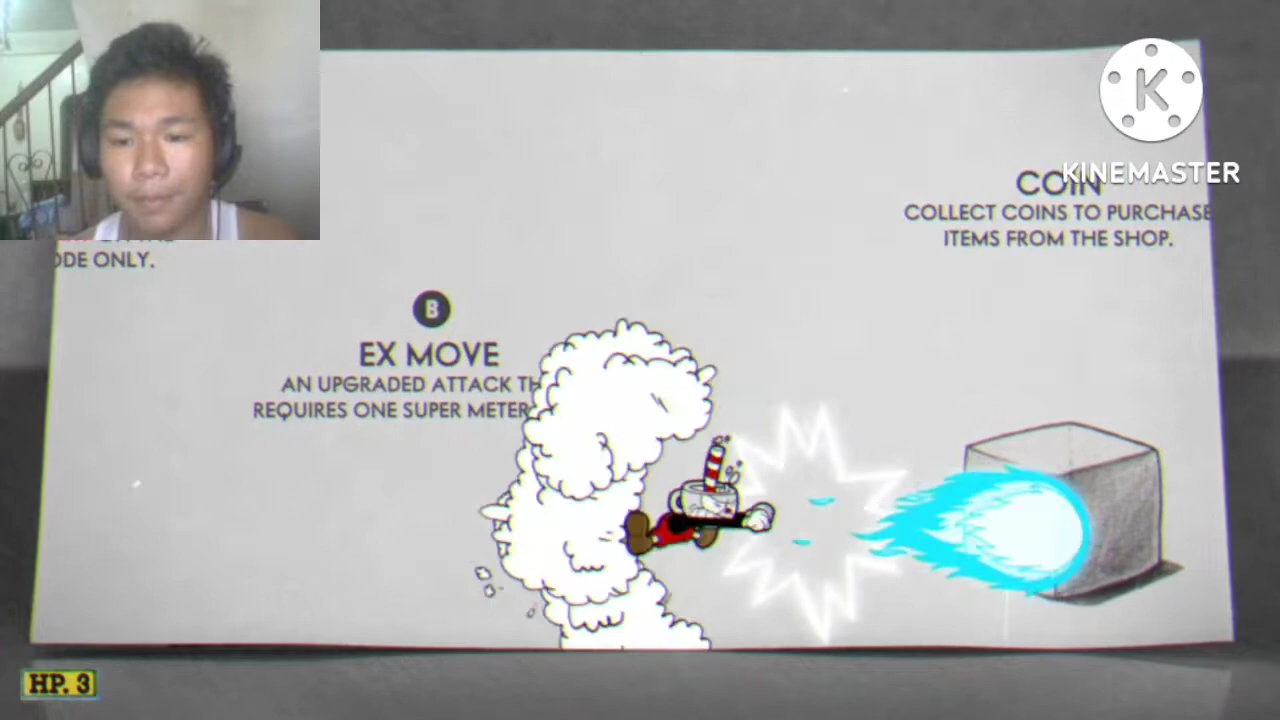 K
KINEMASTER
COIN
COLLECT COINS TO PURCHASE
ITEMS FROM THE SHOP.
ODE ONLY.
B
EX MOVE
AN UPGRADED ATTACK TH
REQUIRES ONE SUPER METER
HP. 3